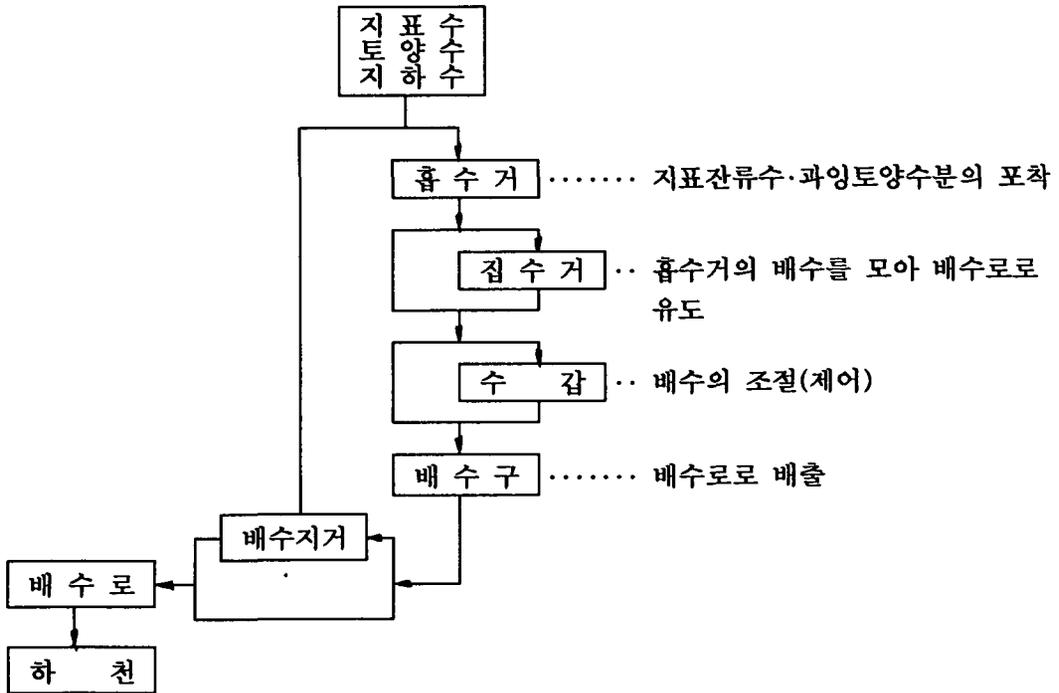 지 표 수
토 양 수
지 하 수
흡 수 거 ······· 지표잔류수·과잉토양수분의 포착
집 수 거 ·· 흡수거의 배수를 모아 배수로로
유도
수 갑 ·· 배수의 조절(제어)
배 수 구 ······· 배수로로 배출
배수지거
배 수 로
하 천